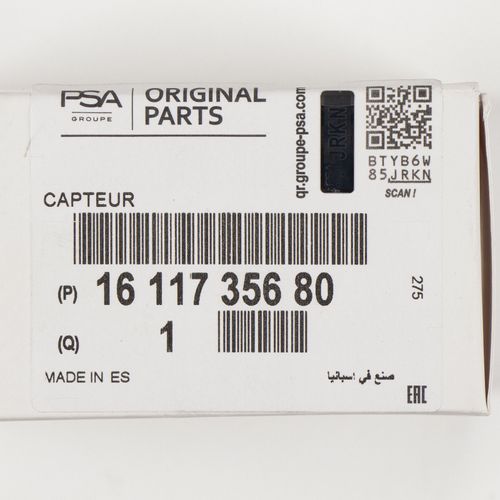 PSA
GROUPE
ORIGINAL
PARTS
qr.groupe-psa.com
JRKN
BTYB6W
85JRKN
SCAN!
CAPTEUR
(P) 16 117 356 80
275
(Q) 1
MADE IN ES
صنع في اسبانيا
EAC